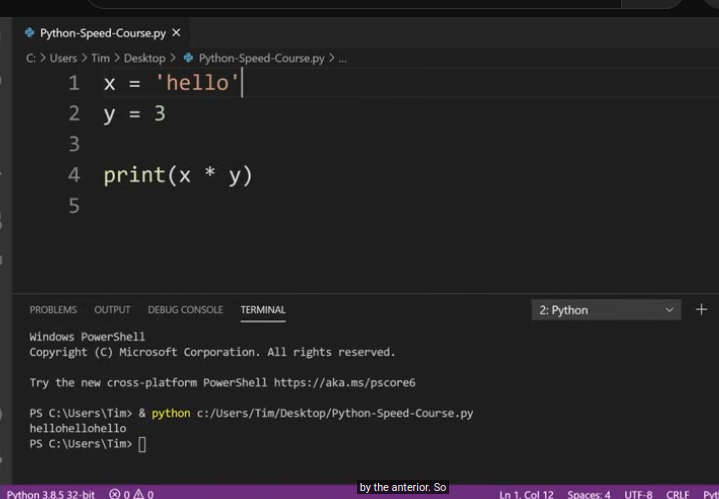 Python-Speed-Course.py ×
C: > Users > Tim > Desktop > Python-Speed-Course.py > ...
1 x = 'hello'
2 y = 3
3
4 print(x * y)
5
PROBLEMS OUTPUT DEBUG CONSOLE TERMINAL 2: Python
Windows PowerShell
Copyright (C) Microsoft Corporation. All rights reserved.
Try the new cross-platform PowerShell https://aka.ms/pscore6
PS C:\Users\Tim> & python c:/Users/Tim/Desktop/Python-Speed-Course.py
hellohellohello
PS C:\Users\Tim>
by the anterior. So
Python 3.8.5 32-bit 0 0 Ln 1, Col 12 Spaces: 4 UTF-8 CRLF Pyt